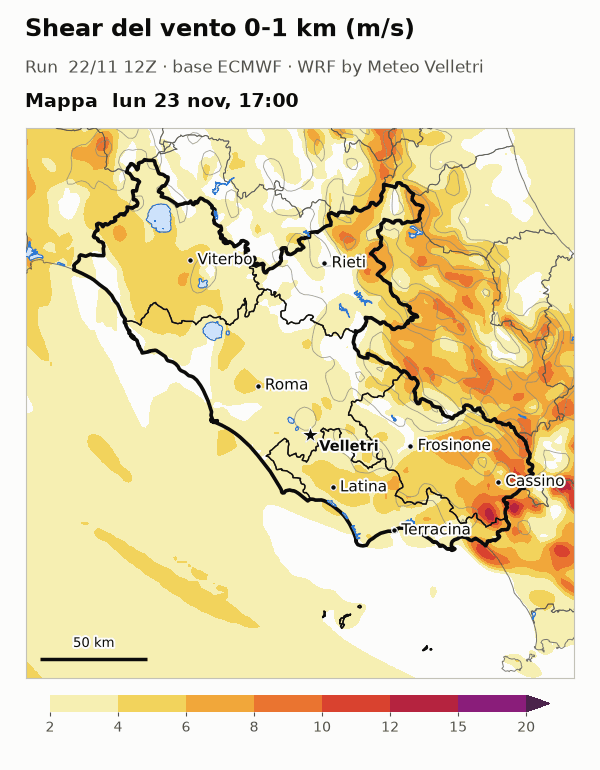 Shear del vento 0-1 km (m/s)
Run  22/11 12Z · base ECMWF · WRF by Meteo Velletri
Mappa  lun 23 nov, 17:00
Viterbo
Rieti
Roma
Velletri
Frosinone
Cassino
Latina
Terracina
50 km
2 4 6 8 10 12 15 20